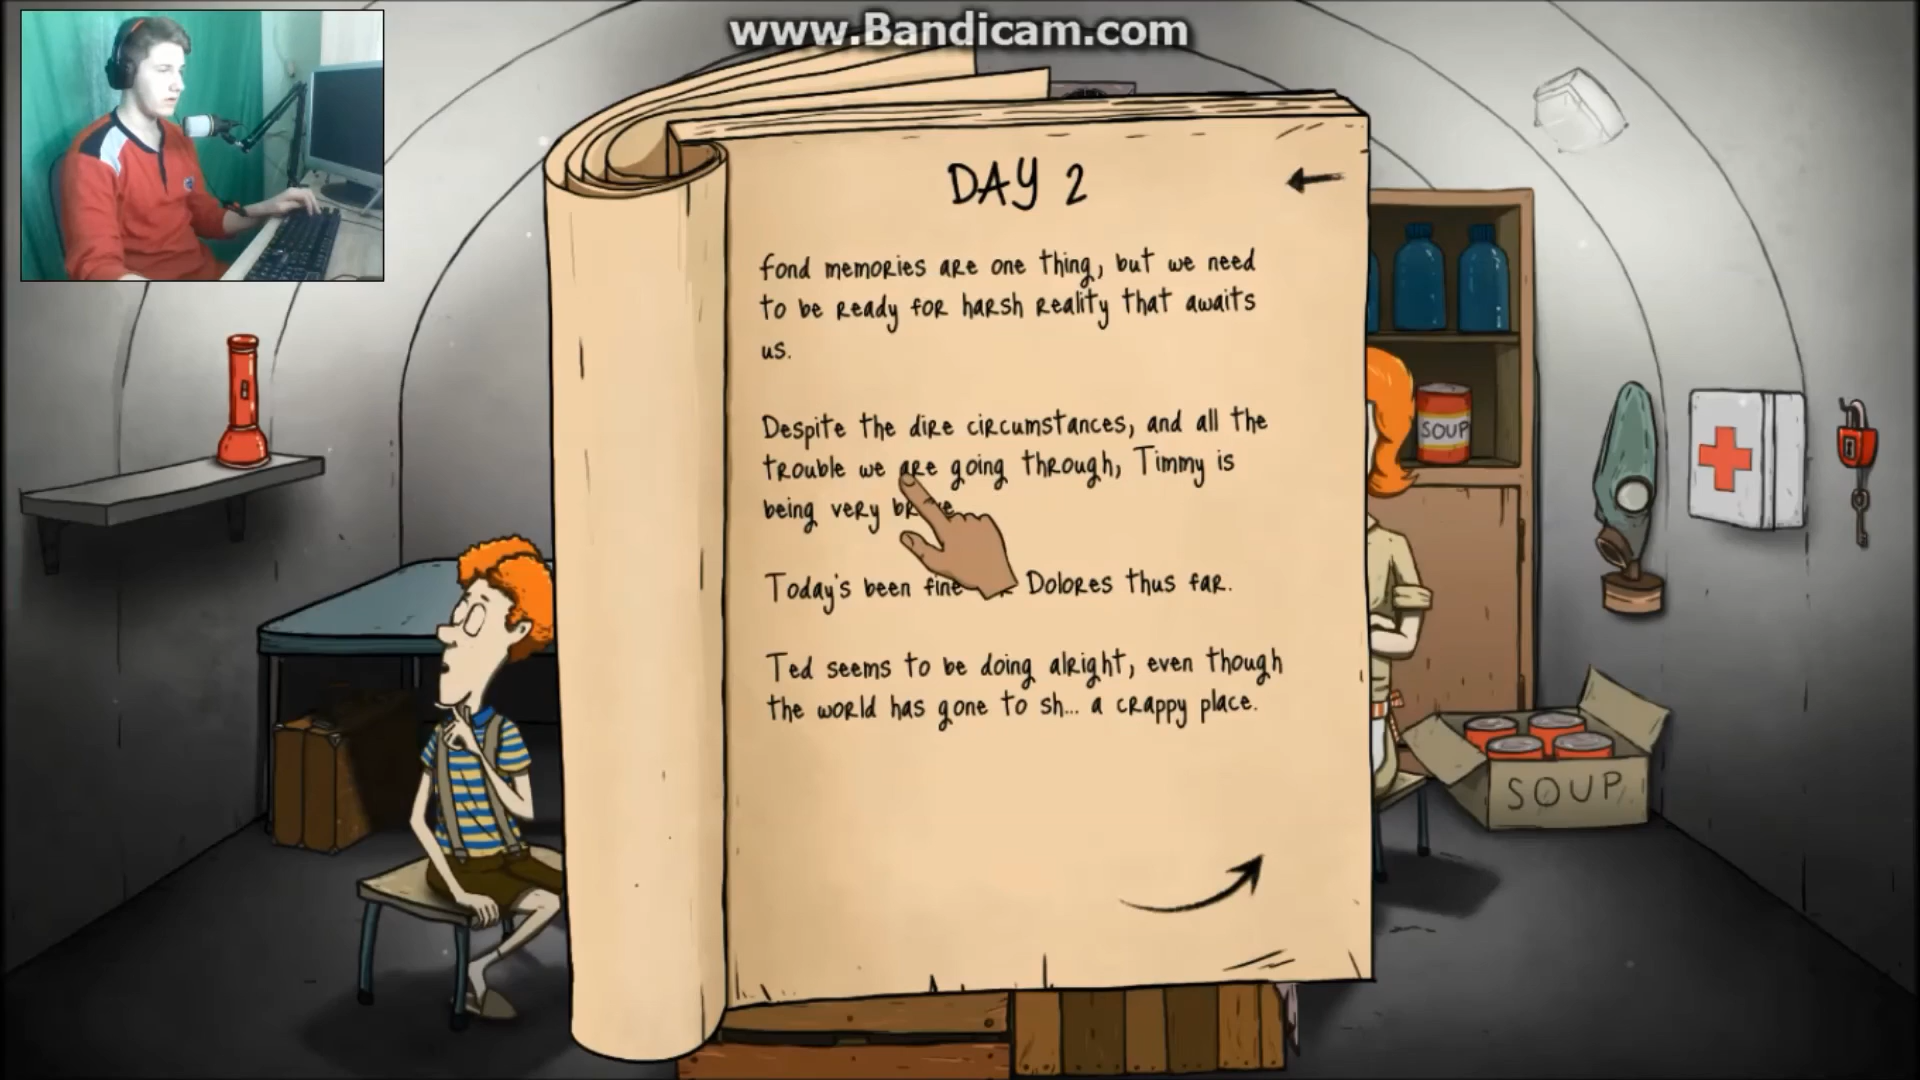 www.Bandicam.com
DAY 2
fond memories are one thing, but we need
to be ready for harsh reality that awaits
us.
Despite the dire circumstances, and all the
trouble we are going through, Timmy is
being very
Today's been fine Dolores thus far.
Ted seems to be doing alright, even though
the world has gone to sh... a crappy place.
SOUP
SOUP